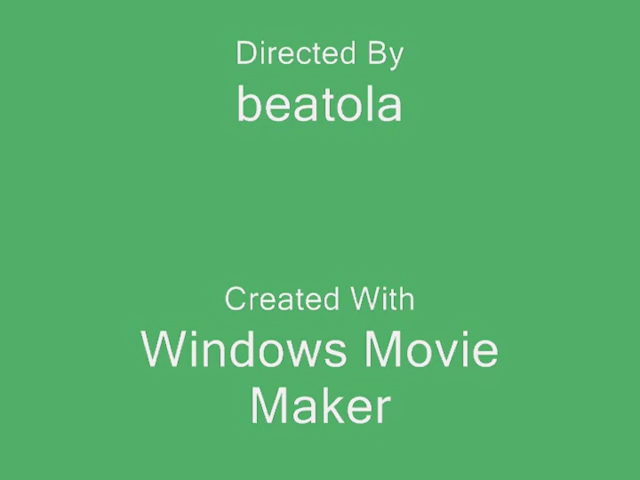 Directed By
beatola
Created With
Windows Movie
Maker